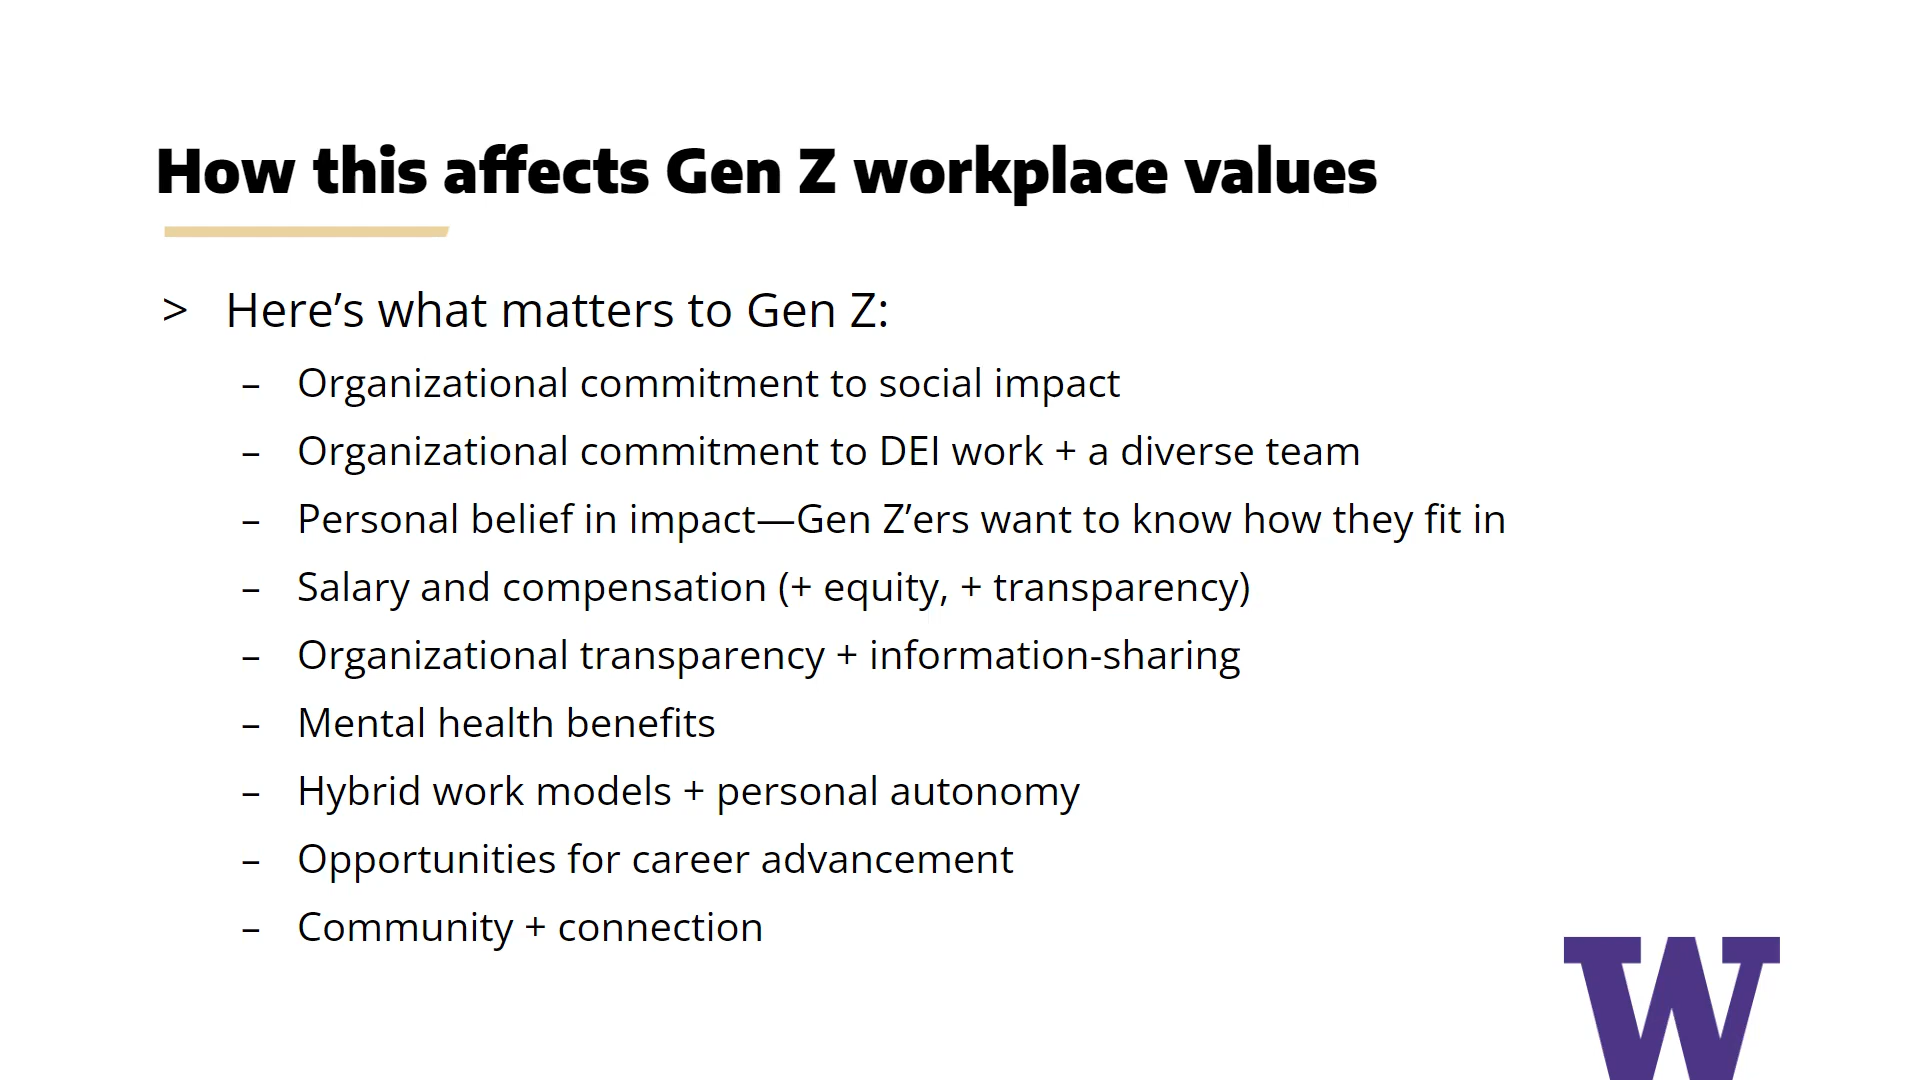 How this affects Gen Z workplace values
> Here’s what matters to Gen Z:
– Organizational commitment to social impact
– Organizational commitment to DEI work + a diverse team
– Personal belief in impact—Gen Z’ers want to know how they fit in
– Salary and compensation (+ equity, + transparency)
– Organizational transparency + information-sharing
– Mental health benefits
– Hybrid work models + personal autonomy
– Opportunities for career advancement
– Community + connection
W